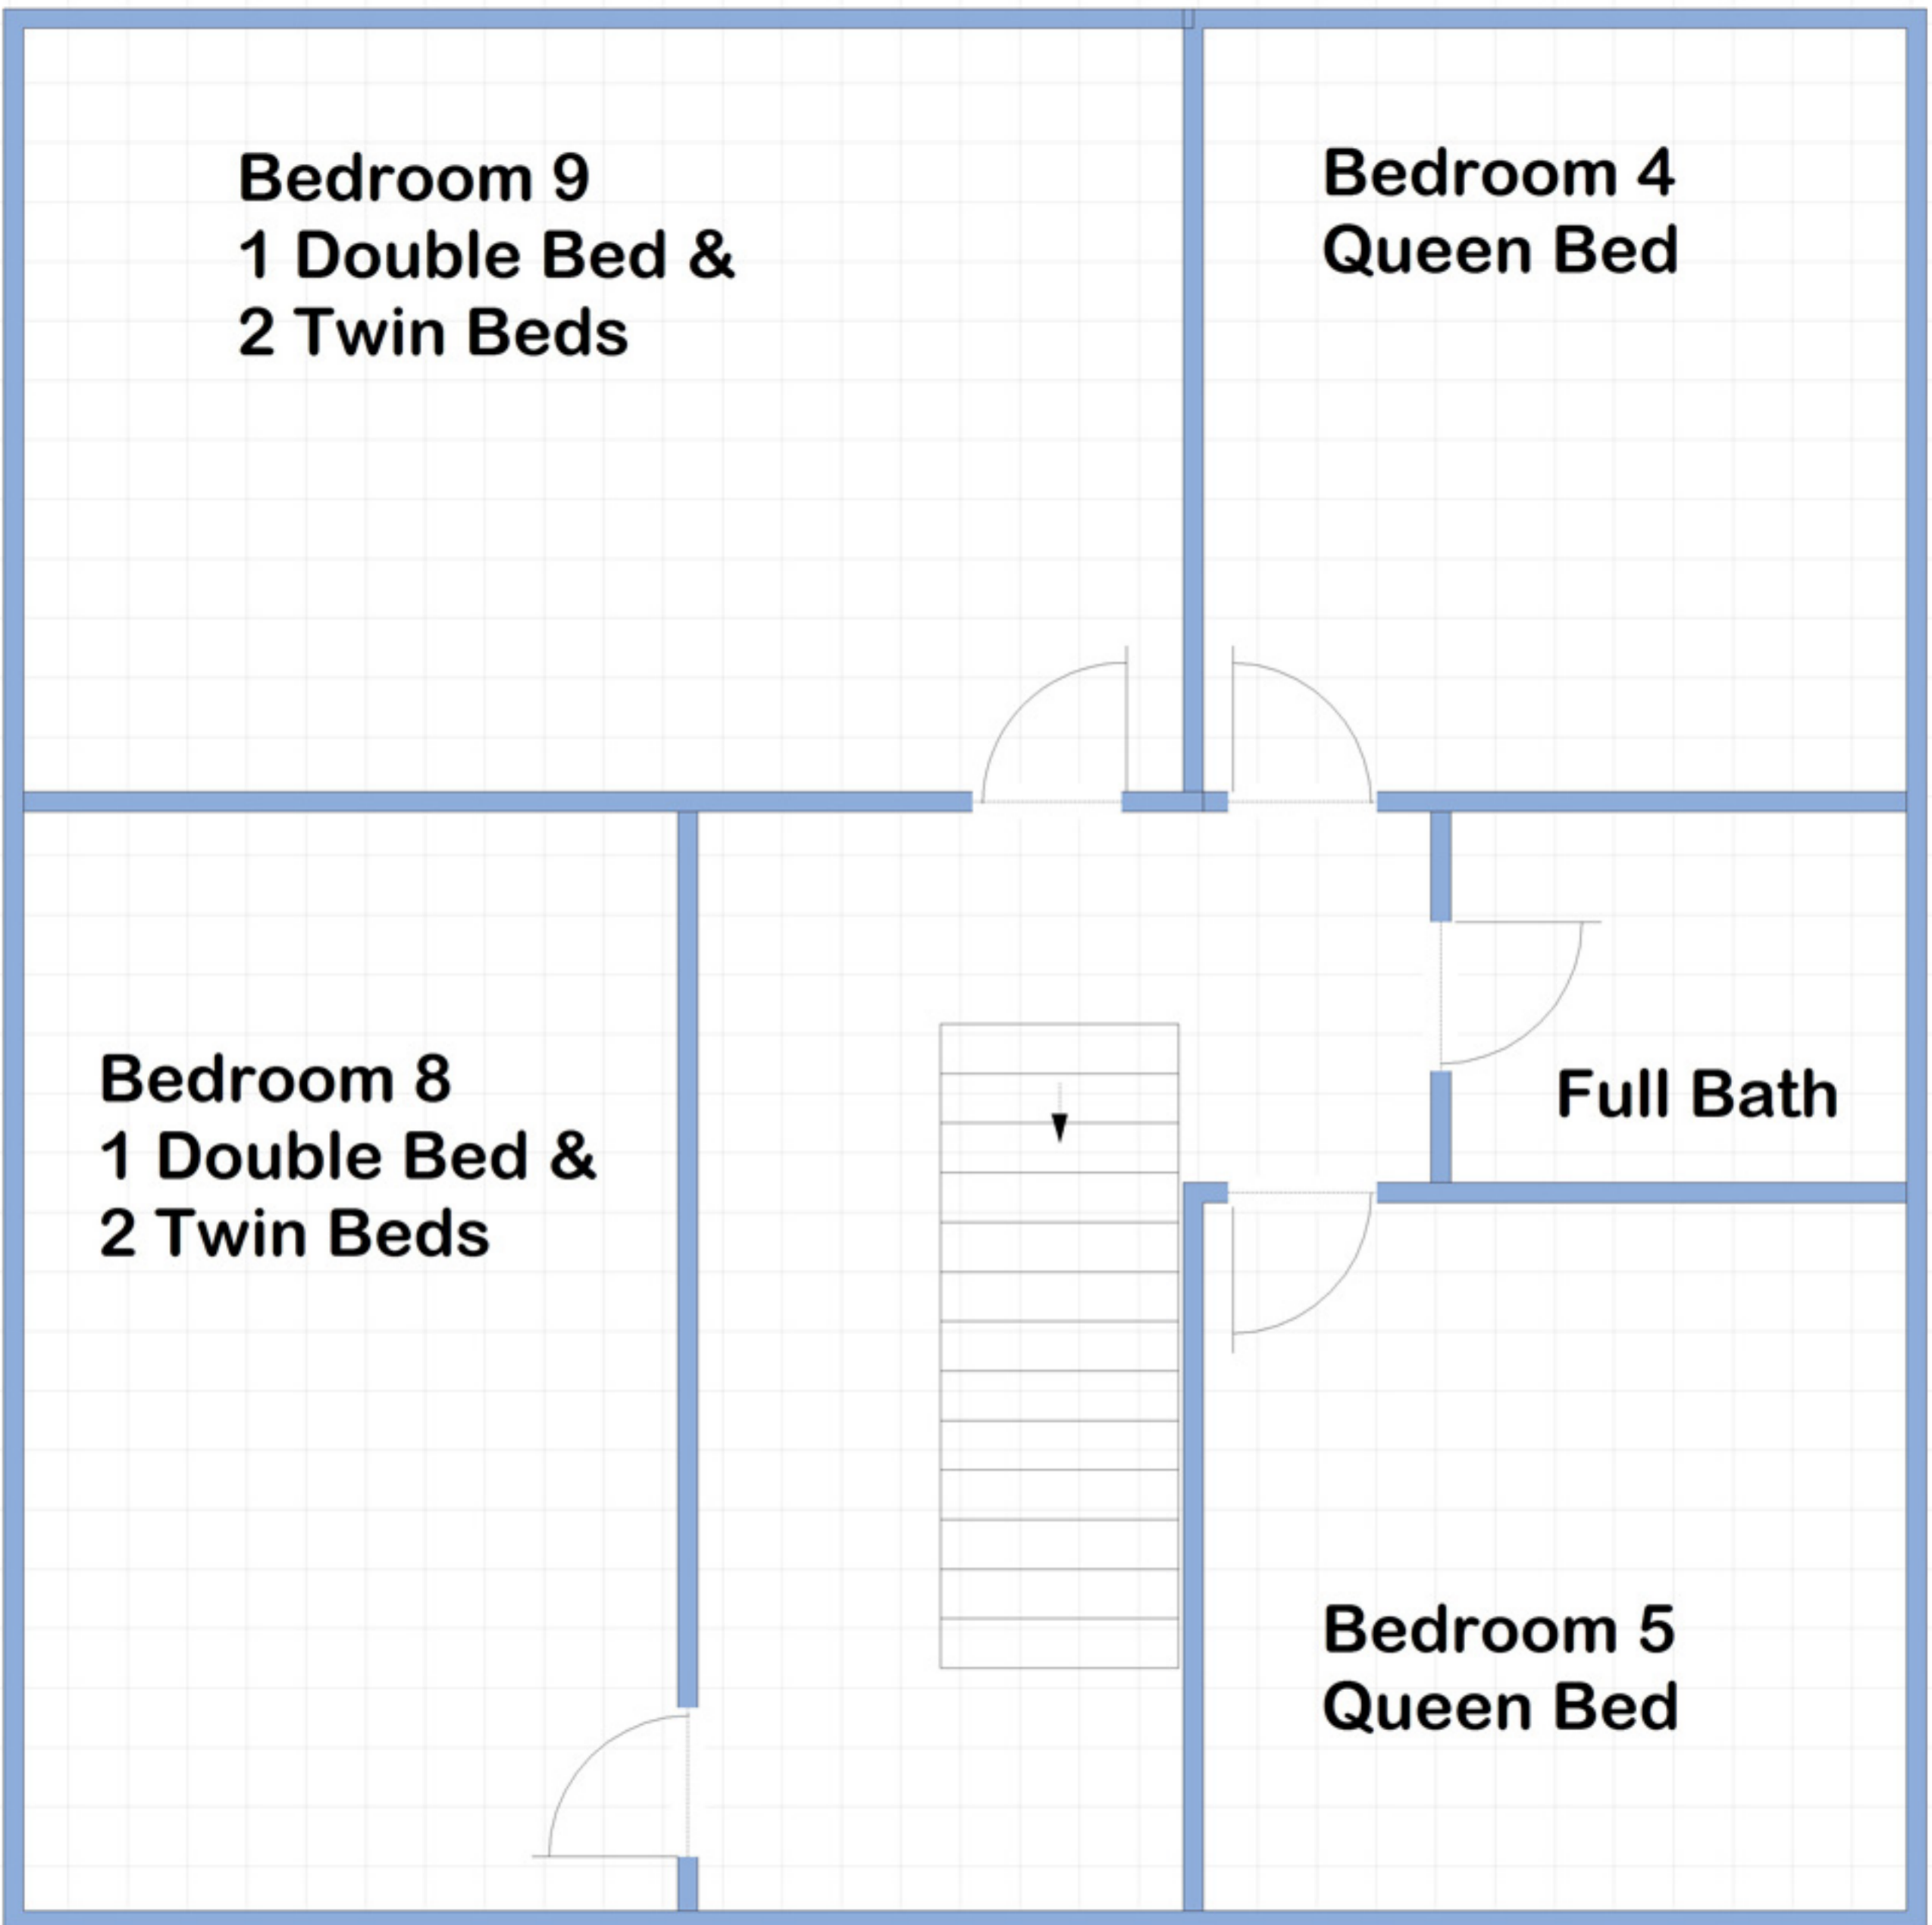 Bedroom 9
1 Double Bed &
2 Twin Beds
Bedroom 4
Queen Bed
Bedroom 8
1 Double Bed &
2 Twin Beds
Full Bath
Bedroom 5
Queen Bed